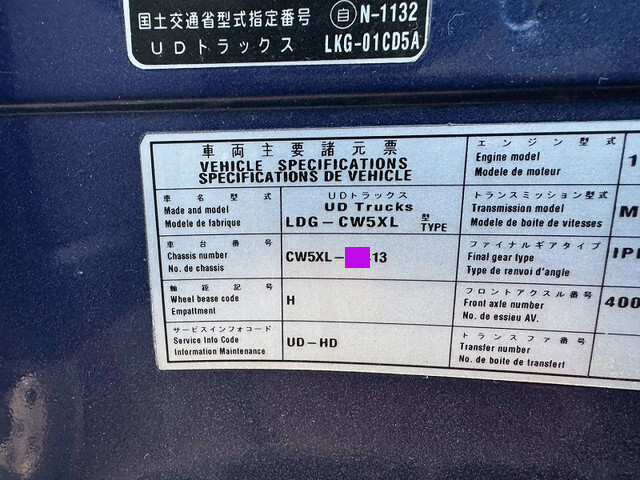 国土交通省型式指定番号 自 N-1132
UDトラックス LKG-01CD5A
車両主要諸元票
VEHICLE SPECIFICATIONS
SPECIFICATIONS DE VEHICLE
車名型式
Made and model
Modele de fabrique
UDトラックス
UD Trucks
LDG-CW5XL 型 TYPE
車台番号
Chassis number
No. de chassis
CW5XL- 13
軸距記号
Wheel base code
Empattment
H
サービスインフォコード
Service Info Code
Information Maintenance
UD-HD
エンジン型式
Engine model
Modele de moteur
1
トランスミッション型式
Transmission model
Modele de boite de vitesses
M
ファイナルギアタイプ
Final gear type
Type de renvoi d'angle
IP
フロントアクスル番号
Front axle number
No. de essieu AV.
400
トランスファ番号
Transfer number
No. de boite de transferl